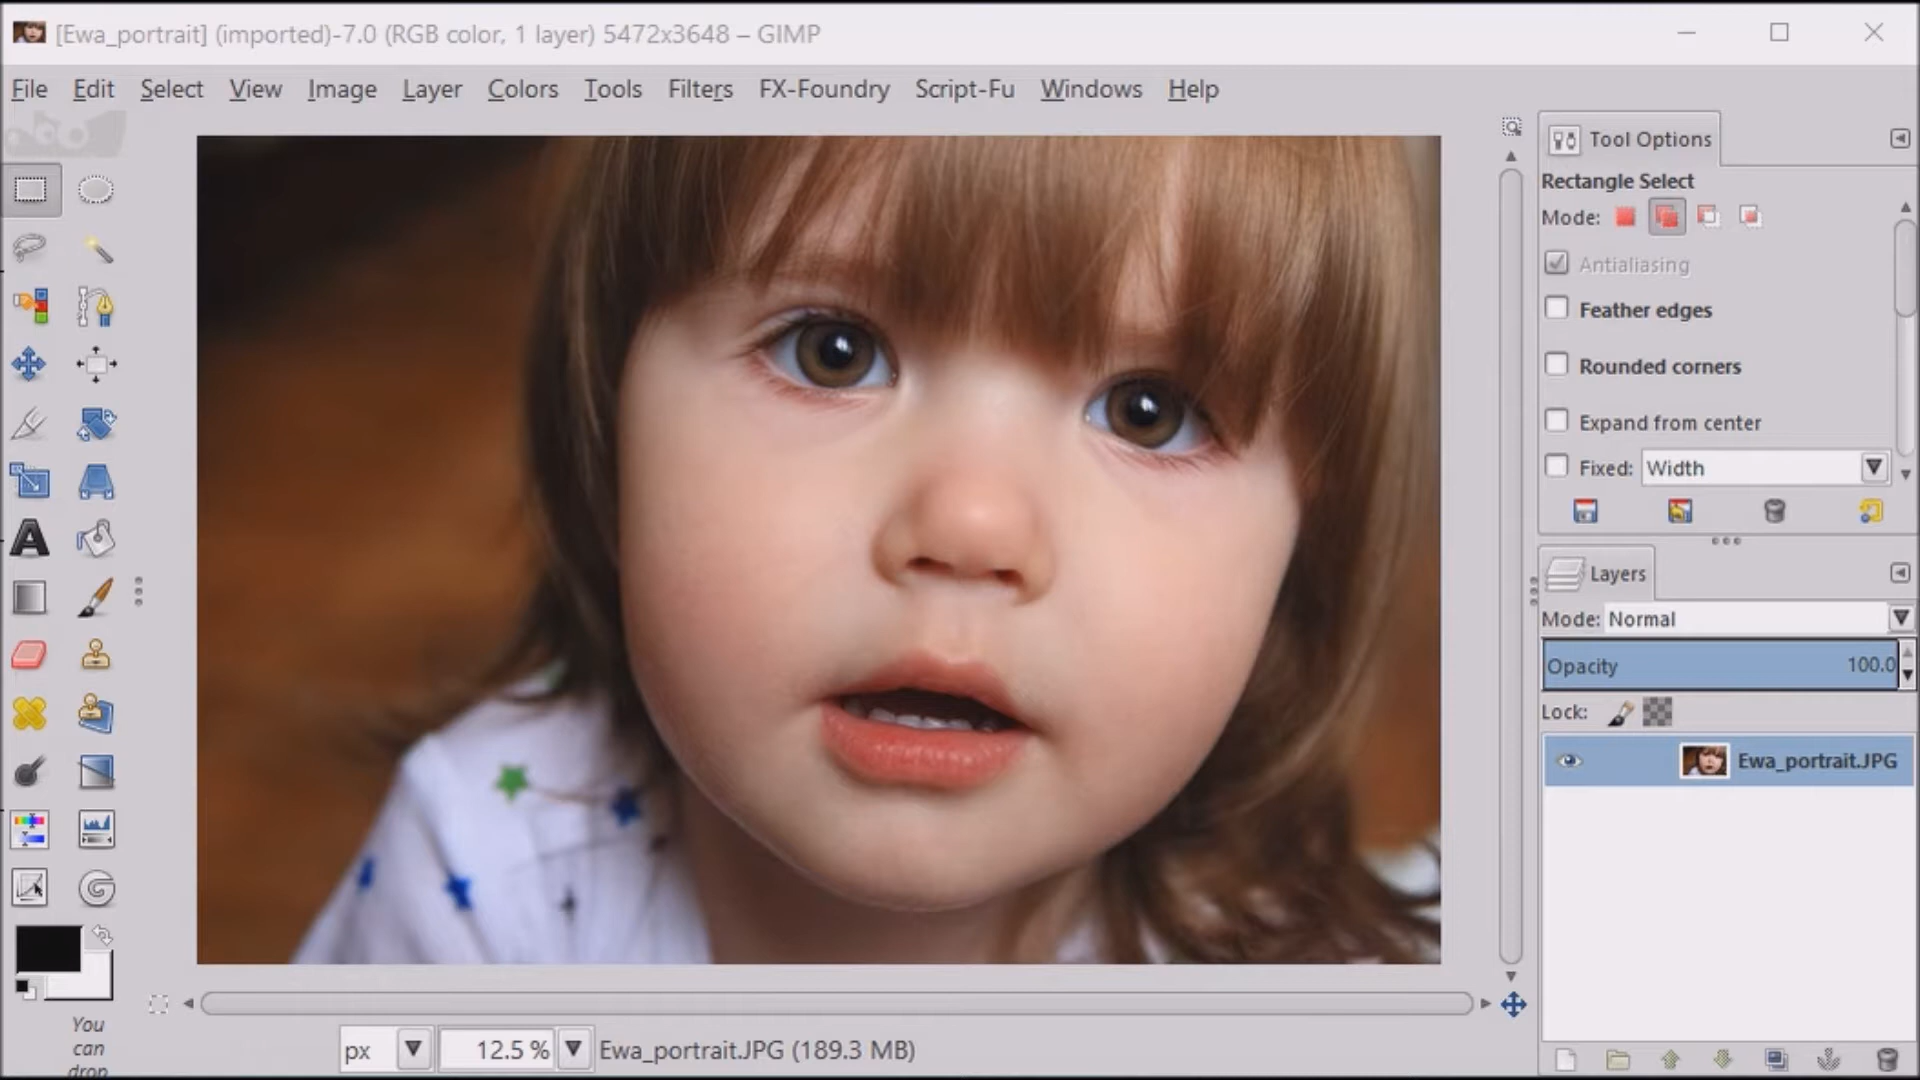 [Ewa_portrait] (imported)-7.0 (RGB color, 1 layer) 5472x3648 – GIMP
File Edit Select View Image Layer Colors Tools Filters FX-Foundry Script-Fu Windows Help
Tool Options
Rectangle Select
Mode:
Antialiasing
Feather edges
Rounded corners
Expand from center
Fixed: Width
Layers
Mode: Normal
Opacity 100.0
Lock:
Ewa_portrait.JPG
You
can
drop
px 12.5 % Ewa_portrait.JPG (189.3 MB)